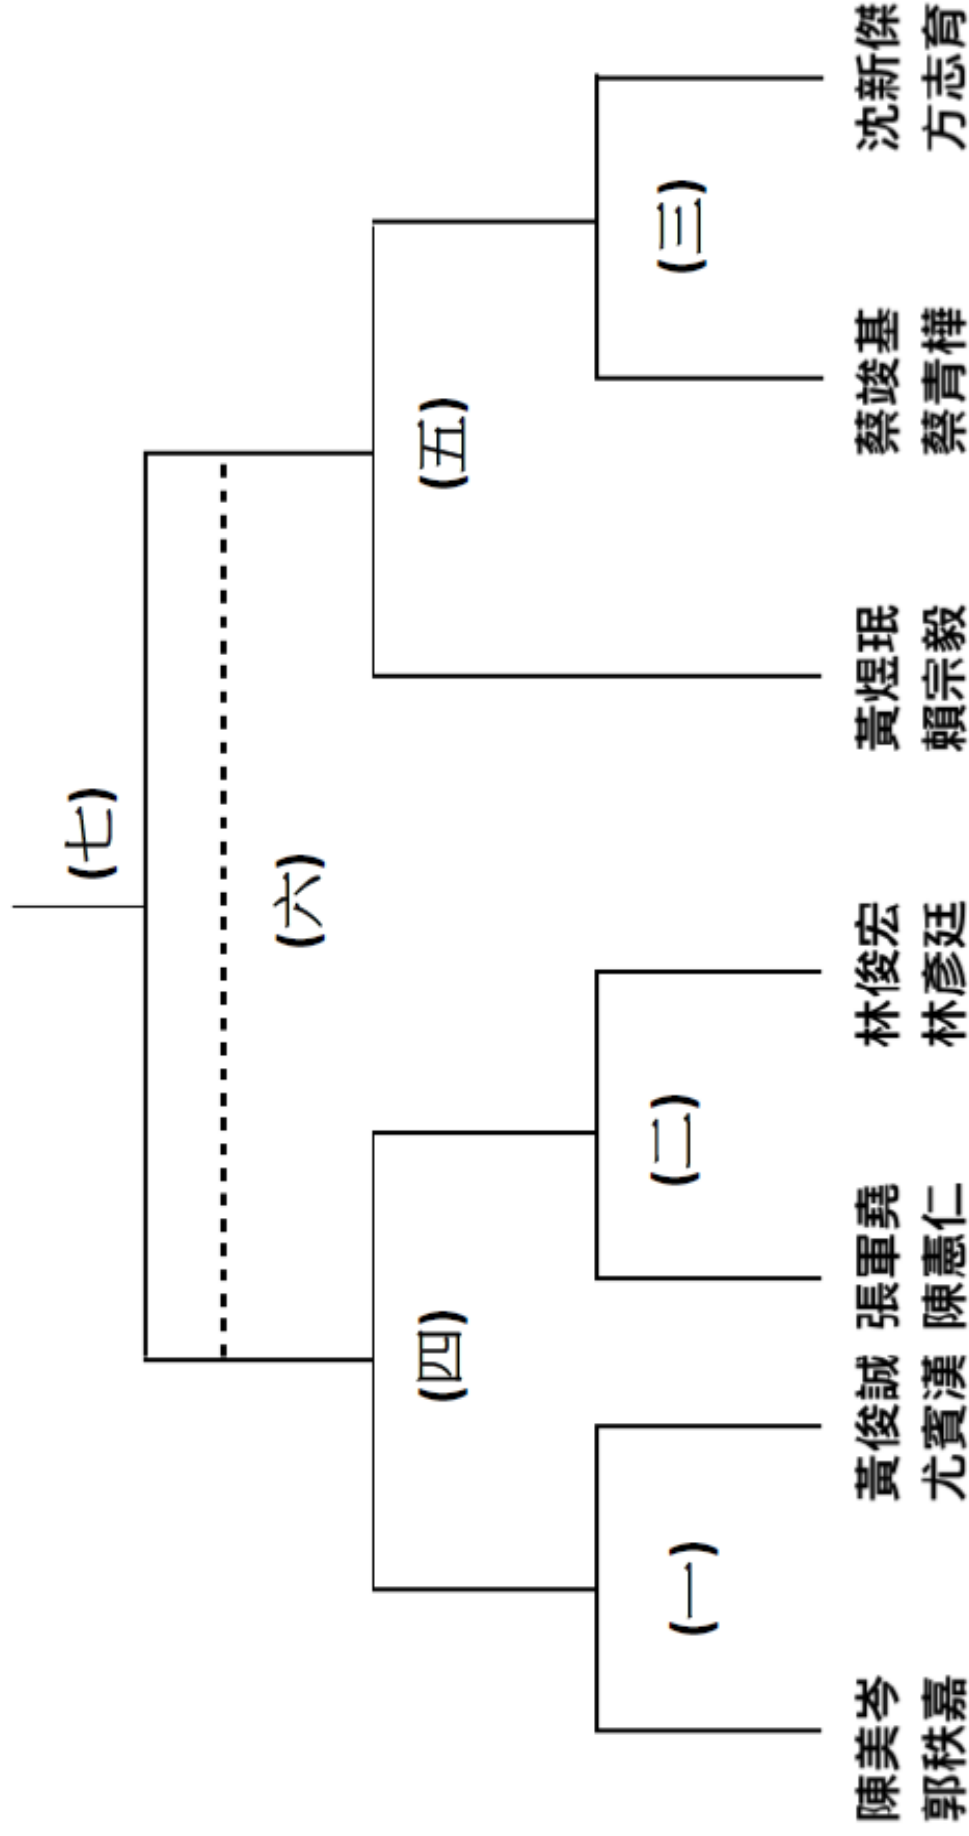 (七)
(六)
(四)
(五)
(一)
(二)
(三)
陳美岑
郭秩嘉
黃俊誠
尤賓漢
張軍堯
陳憲仁
林俊宏
林彥廷
黃煜珉
賴宗毅
蔡竣基
蔡青樺
沈新傑
方志育